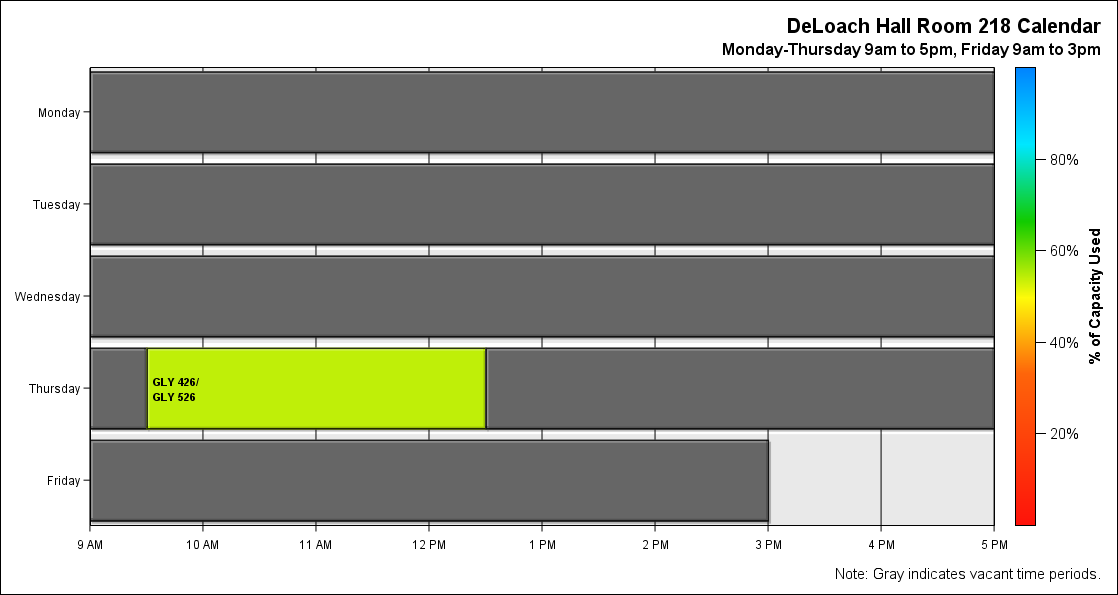 DeLoach Hall Room 218 Calendar
Monday-Thursday 9am to 5pm, Friday 9am to 3pm
Monday
Tuesday
Wednesday
Thursday
Friday
GLY 426/
GLY 526
9 AM
10 AM
11 AM
12 PM
1 PM
2 PM
3 PM
4 PM
5 PM
80%
60%
40%
20%
% of Capacity Used
Note: Gray indicates vacant time periods.